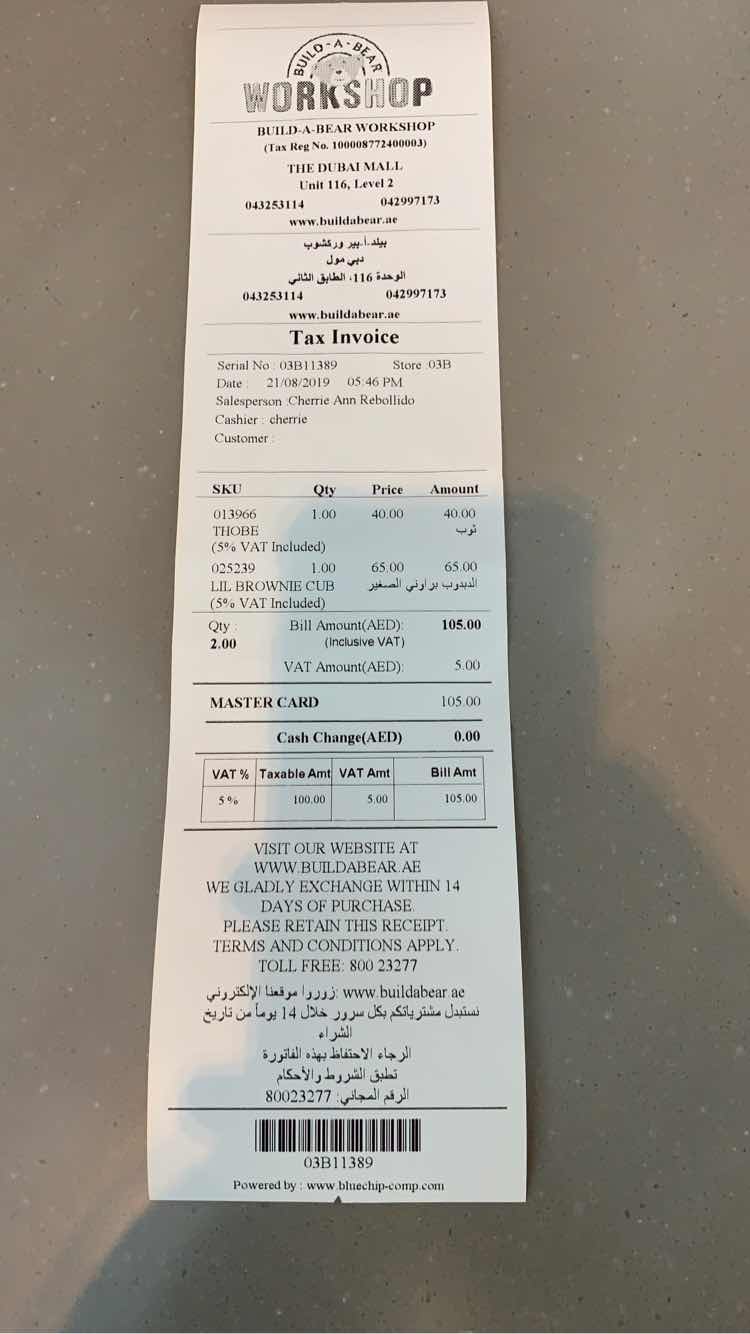 BUILD-A-BEAR
WORKSHOP
BUILD-A-BEAR WORKSHOP
(Tax Reg No. 100008772400003)
THE DUBAI MALL
Unit 116, Level 2
043253114 042997173
www.buildabear.ae
بيلد-أ-بير وركشوب
دبي مول
الوحدة 116، الطابق الثاني
043253114 042997173
www.buildabear.ae
Tax Invoice
Serial No : 03B11389 Store :03B
Date : 21/08/2019 05:46 PM
Salesperson :Cherrie Ann Rebollido
Cashier : cherrie
Customer :
SKU Qty Price Amount
013966 1.00 40.00 40.00
THOBE ثوب
(5% VAT Included)
025239 1.00 65.00 65.00
LIL BROWNIE CUB الدبدوب براوني الصغير
(5% VAT Included)
Qty : Bill Amount(AED): 105.00
2.00 (Inclusive VAT)
VAT Amount(AED): 5.00
MASTER CARD 105.00
Cash Change(AED) 0.00
VAT % Taxable Amt VAT Amt Bill Amt
5 % 100.00 5.00 105.00
VISIT OUR WEBSITE AT
WWW.BUILDABEAR.AE
WE GLADLY EXCHANGE WITHIN 14
DAYS OF PURCHASE.
PLEASE RETAIN THIS RECEIPT.
TERMS AND CONDITIONS APPLY.
TOLL FREE: 800 23277
زوروا موقعنا الإلكتروني: www.buildabear.ae
نستبدل مشترياتكم بكل سرور خلال 14 يوماً من تاريخ
الشراء
الرجاء الاحتفاظ بهذه الفاتورة
تطبق الشروط والأحكام
الرقم المجاني: 80023277
03B11389
Powered by : www.bluechip-comp.com